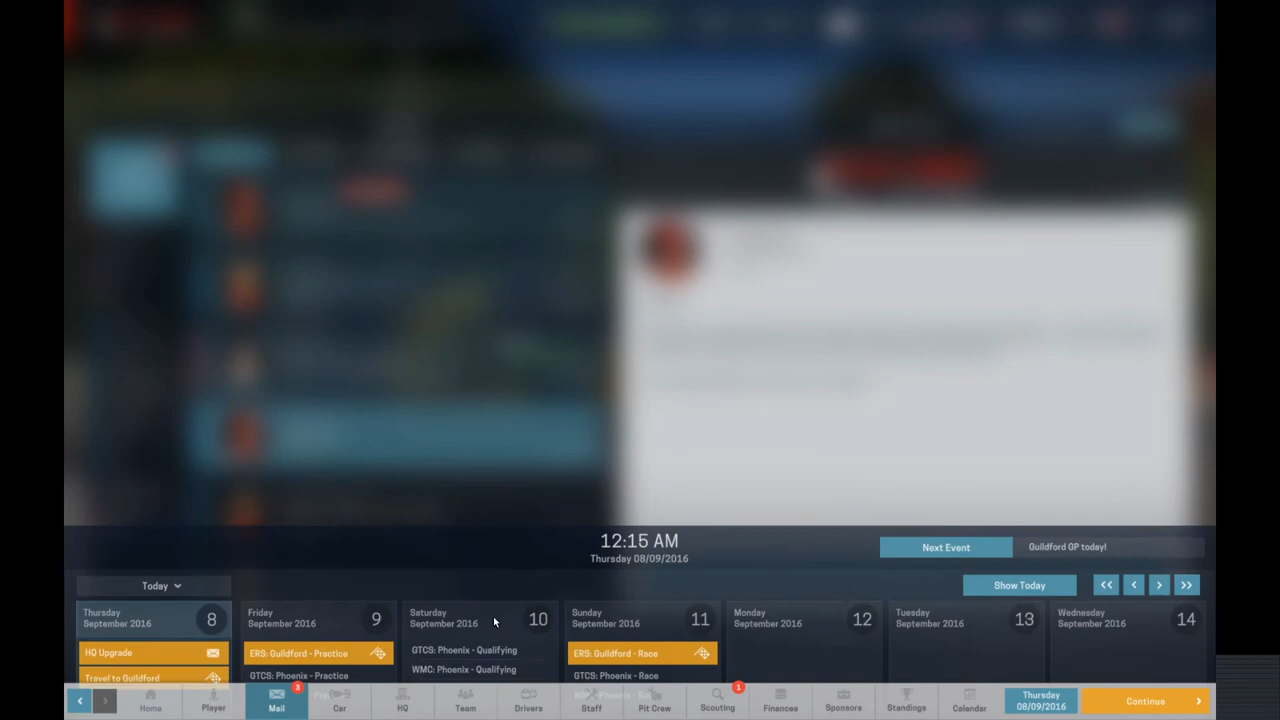 12:15 AM
Thursday 08/09/2016
Next Event
Guildford GP today!
Today
Show Today
<< < > >>
Thursday
September 2016
8
Friday
September 2016
9
Saturday
September 2016
10
Sunday
September 2016
11
Monday
September 2016
12
Tuesday
September 2016
13
Wednesday
September 2016
14
HQ Upgrade
Travel to Guildford
ERS: Guildford - Practice
GTCS: Phoenix - Practice
GTCS: Phoenix - Qualifying
WMC: Phoenix - Qualifying
ERS: Guildford - Race
GTCS: Phoenix - Race
< >
Home
Player
3
Mail
Car
HQ
Team
Drivers
Staff
Pit Crew
1
Scouting
Finances
Sponsors
Standings
Calendar
Thursday
08/09/2016
Continue >